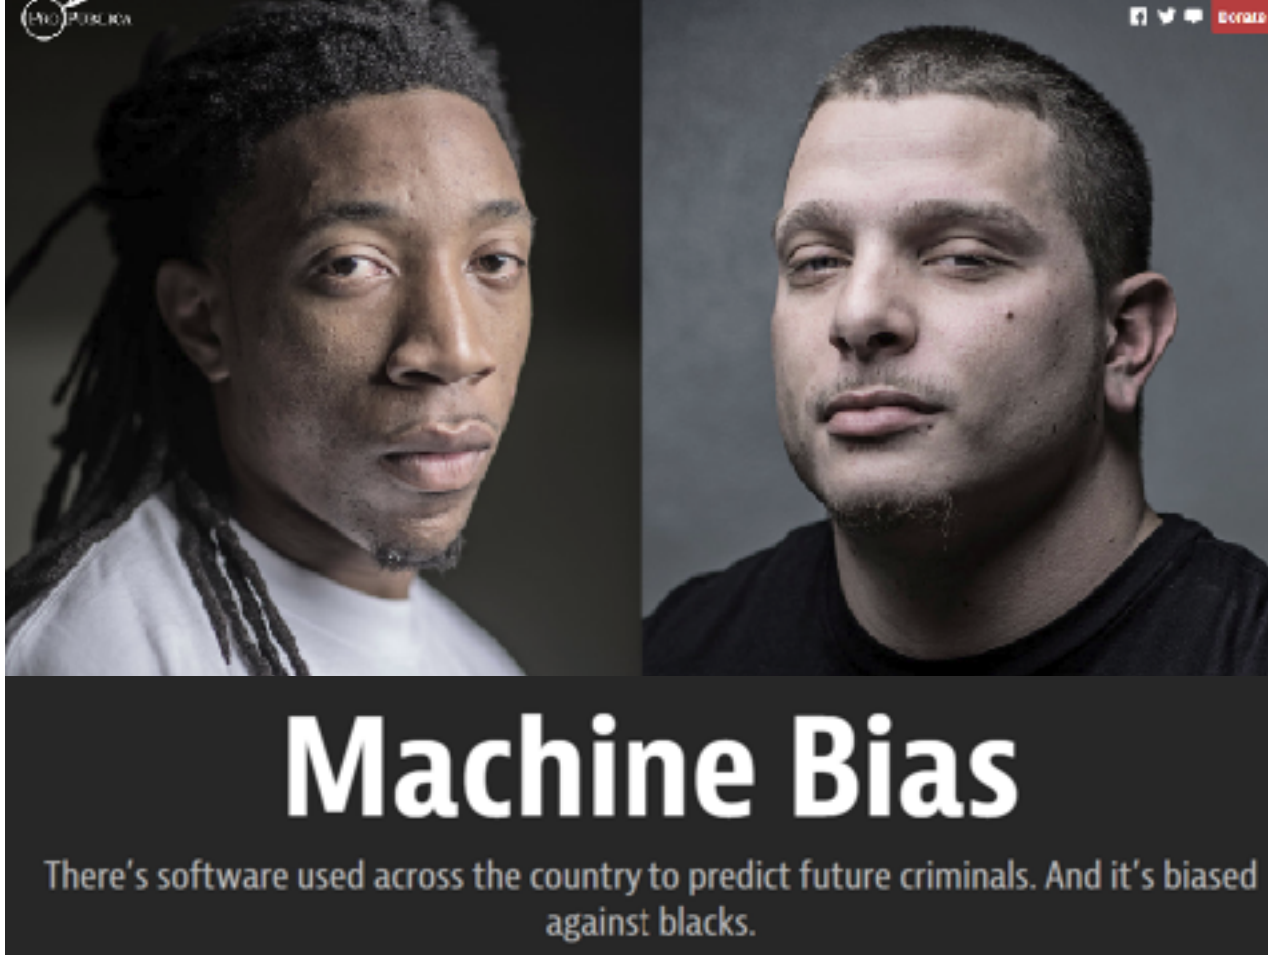 PROPUBLICA
Donate
Machine Bias
There's software used across the country to predict future criminals. And it's biased
against blacks.